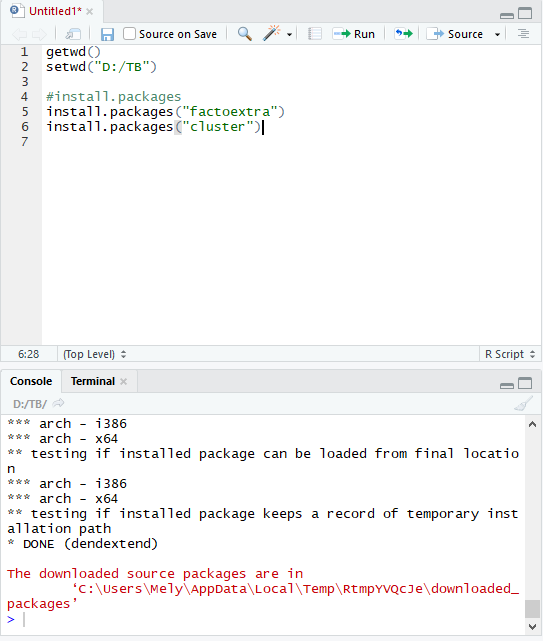 Untitled1*
Source on Save Run Source
1 getwd()
2 setwd("D:/TB")
3
4 #install.packages
5 install.packages("factoextra")
6 install.packages("cluster")
7
6:28 (Top Level) R Script
Console Terminal
D:/TB/
*** arch - i386
*** arch - x64
** testing if installed package can be loaded from final locatio
n
*** arch - i386
*** arch - x64
** testing if installed package keeps a record of temporary inst
allation path
* DONE (dendextend)
The downloaded source packages are in
‘C:\Users\Mely\AppData\Local\Temp\RtmpYVQcJe\downloaded_
packages’
>